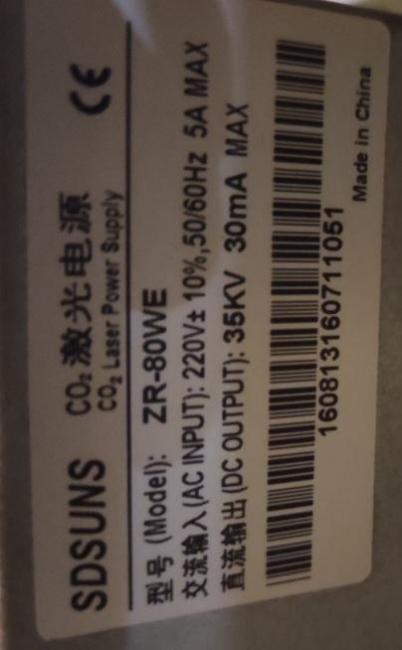 SDSUNS CO₂激光电源 CE
CO₂ Laser Power Supply
型号 (Model): ZR-80WE
交流输入(AC INPUT): 220V± 10%,50/60Hz 5A MAX
直流输出(DC OUTPUT): 35KV 30mA MAX
160813160711051
Made in China